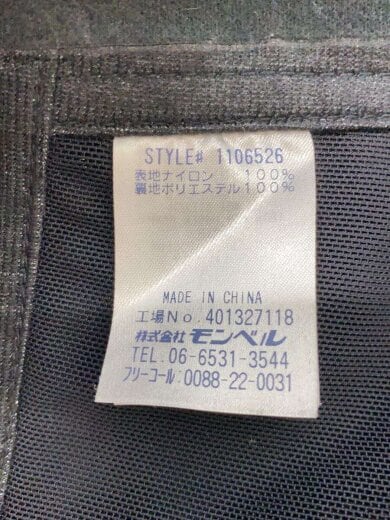 STYLE# 1106526
表地ナイロン 100%
裏地ポリエステル100%
MADE IN CHINA
工場No.401327118
株式会社モンベル
TEL.06-6531-3544
フリーコール:0088-22-0031